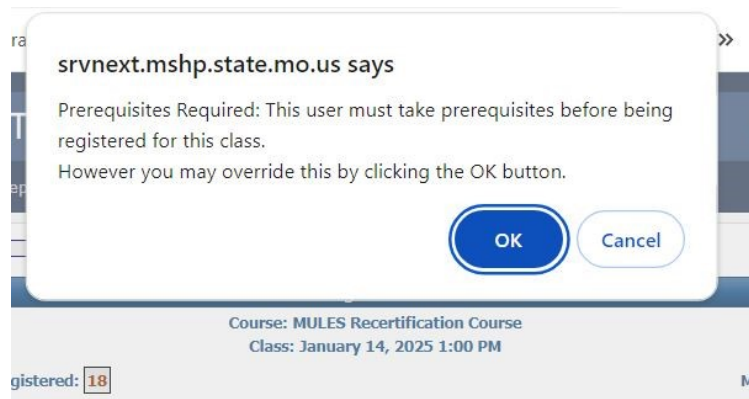 ra
»
srvnext.mshp.state.mo.us says
Prerequisites Required: This user must take prerequisites before being
registered for this class.
However you may override this by clicking the OK button.
T
ep
OK Cancel
Course: MULES Recertification Course
Class: January 14, 2025 1:00 PM
gistered: 18
M